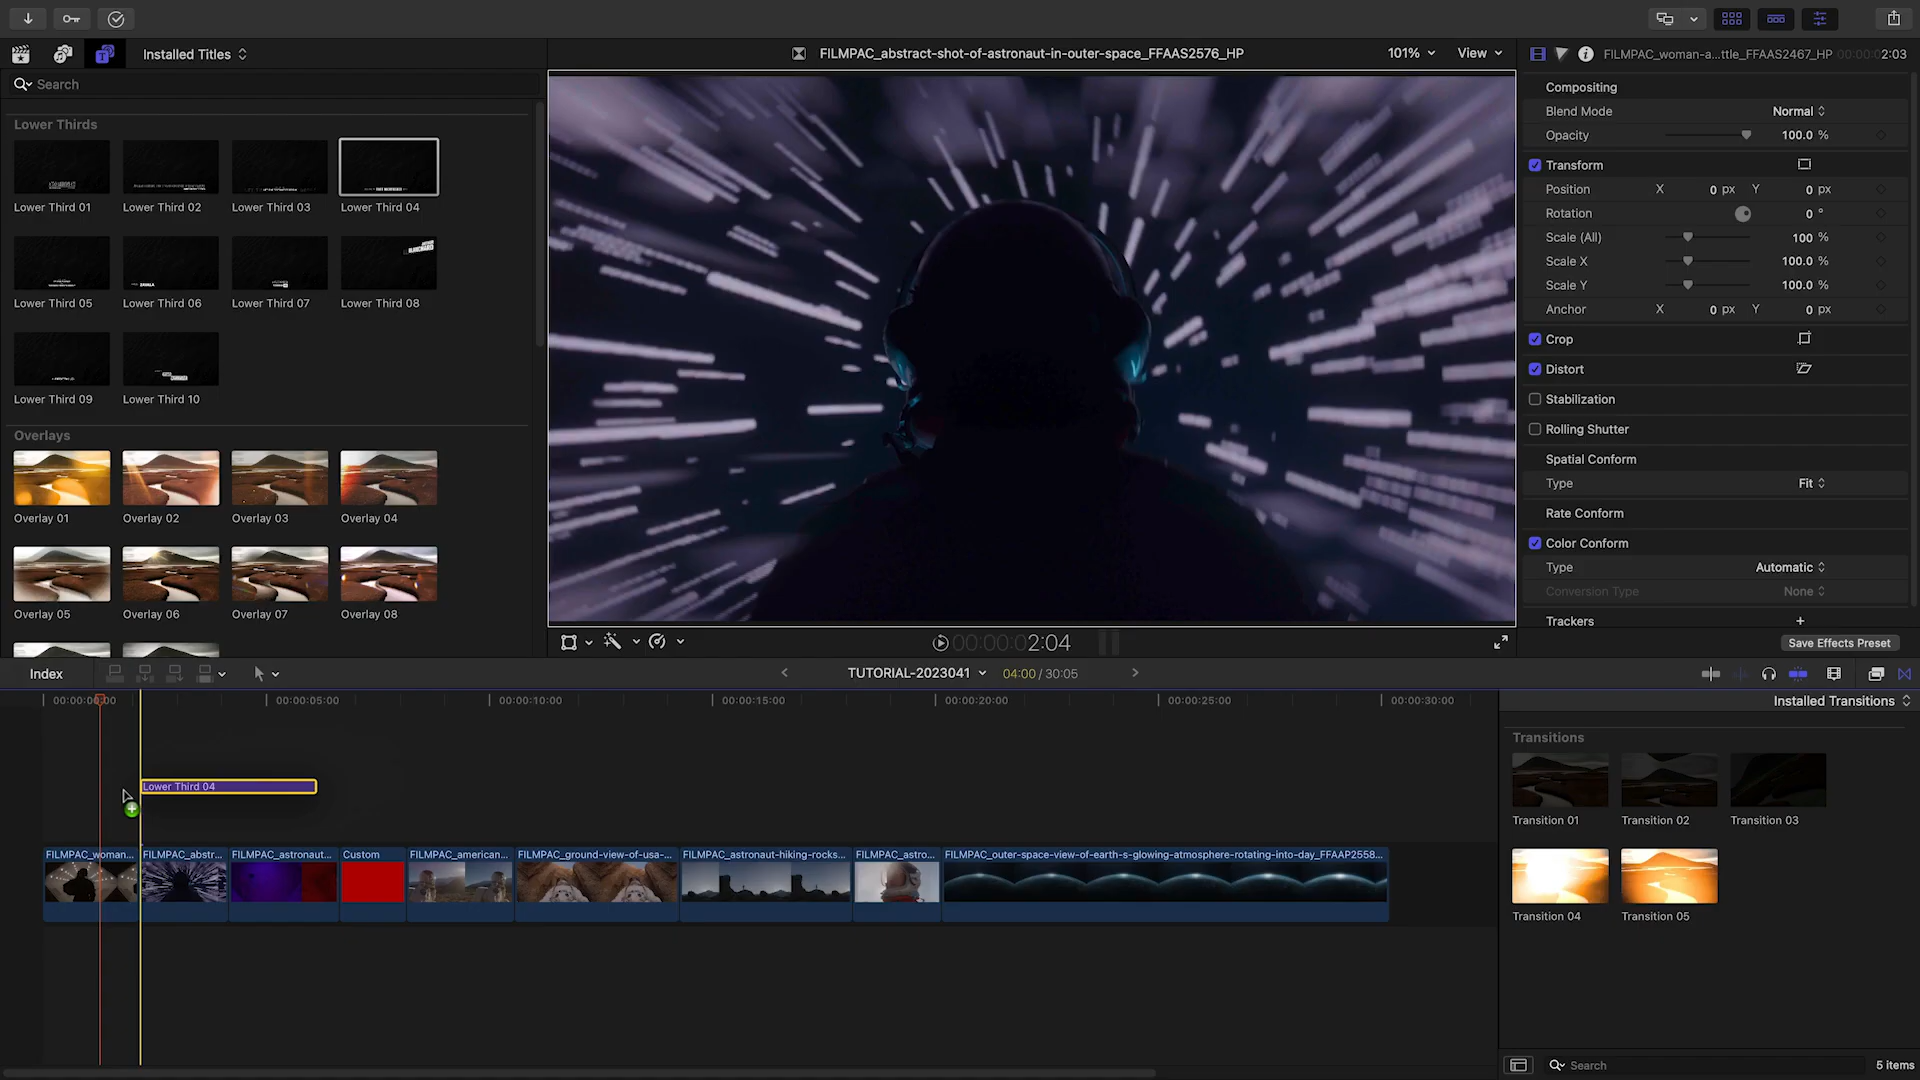 Installed Titles
FILMPAC_abstract-shot-of-astronaut-in-outer-space_FFAAS2576_HP
101%
View
FILMPAC_woman-a...ttle_FFAAS2467_HP
00:00:02:03
Search
Lower Thirds
Lower Third 01
Lower Third 02
Lower Third 03
Lower Third 04
Lower Third 05
Lower Third 06
Lower Third 07
Lower Third 08
Lower Third 09
Lower Third 10
Overlays
Overlay 01
Overlay 02
Overlay 03
Overlay 04
Overlay 05
Overlay 06
Overlay 07
Overlay 08
Compositing
Blend Mode
Normal
Opacity
100.0 %
Transform
Position X 0 px Y 0 px
Rotation 0 °
Scale (All) 100 %
Scale X 100.0 %
Scale Y 100.0 %
Anchor X 0 px Y 0 px
Crop
Distort
Stabilization
Rolling Shutter
Spatial Conform
Type Fit
Rate Conform
Color Conform
Type Automatic
Conversion Type None
Trackers +
Save Effects Preset
00:00:02:04
Index
TUTORIAL-2023041
04:00 / 30:05
00:00:05:00
00:00:10:00
00:00:15:00
00:00:20:00
00:00:25:00
00:00:30:00
Lower Third 04
FILMPAC_woman...
FILMPAC_abstr...
FILMPAC_astronaut...
Custom
FILMPAC_american...
FILMPAC_ground-view-of-usa-...
FILMPAC_astronaut-hiking-rocks...
FILMPAC_astro...
FILMPAC_outer-space-view-of-earth-s-glowing-atmosphere-rotating-into-day_FFAAP2558...
Installed Transitions
Transitions
Transition 01
Transition 02
Transition 03
Transition 04
Transition 05
Search
5 items